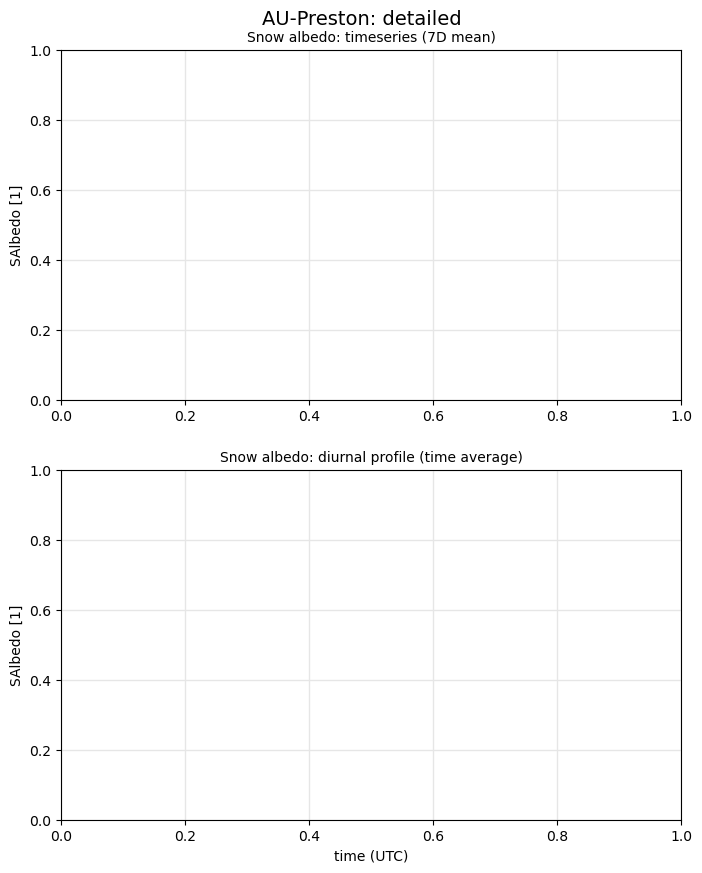 AU-Preston: detailed
Snow albedo: timeseries (7D mean)
1.0
0.8
0.6
0.4
0.2
0.0
SAlbedo [1]
0.0 0.2 0.4 0.6 0.8 1.0
Snow albedo: diurnal profile (time average)
1.0
0.8
0.6
0.4
0.2
0.0
SAlbedo [1]
0.0 0.2 0.4 0.6 0.8 1.0
time (UTC)